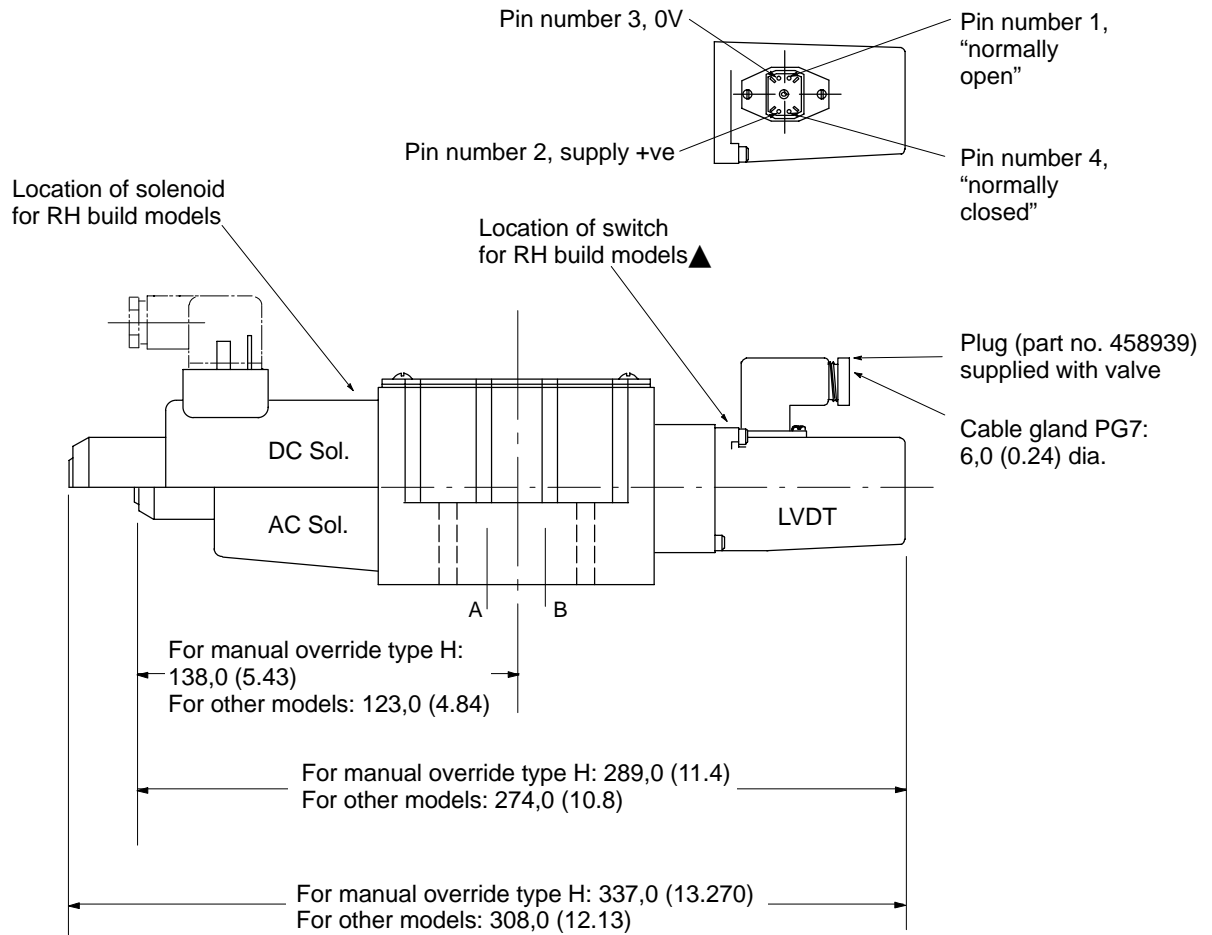 Pin number 3, 0V
Pin number 1,
“normally
open”
Pin number 2, supply +ve
Pin number 4,
“normally
closed”
Location of solenoid
for RH build models
Location of switch
for RH build models▲
Plug (part no. 458939)
supplied with valve
Cable gland PG7:
6,0 (0.24) dia.
DC Sol.
AC Sol.
LVDT
A
B
For manual override type H:
138,0 (5.43)
For other models: 123,0 (4.84)
For manual override type H: 289,0 (11.4)
For other models: 274,0 (10.8)
For manual override type H: 337,0 (13.270)
For other models: 308,0 (12.13)